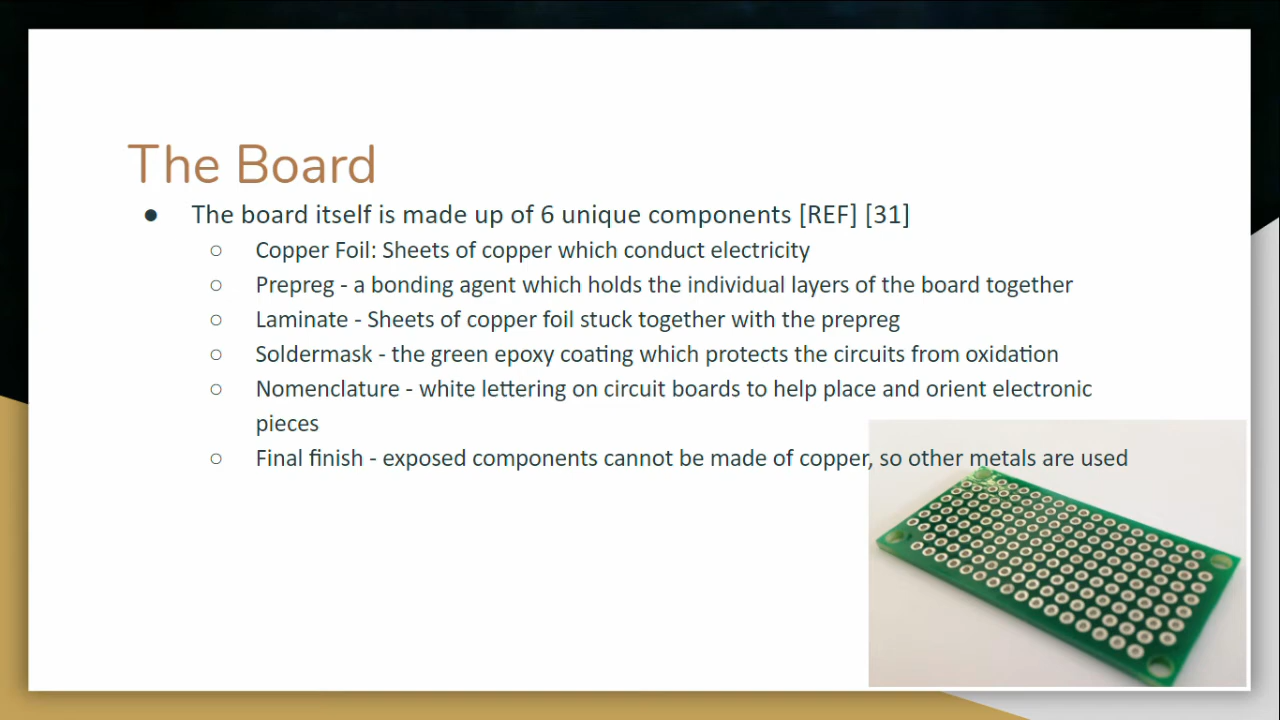 The Board
● The board itself is made up of 6 unique components [REF] [31]
○ Copper Foil: Sheets of copper which conduct electricity
○ Prepreg - a bonding agent which holds the individual layers of the board together
○ Laminate - Sheets of copper foil stuck together with the prepreg
○ Soldermask - the green epoxy coating which protects the circuits from oxidation
○ Nomenclature - white lettering on circuit boards to help place and orient electronic
pieces
○ Final finish - exposed components cannot be made of copper, so other metals are used